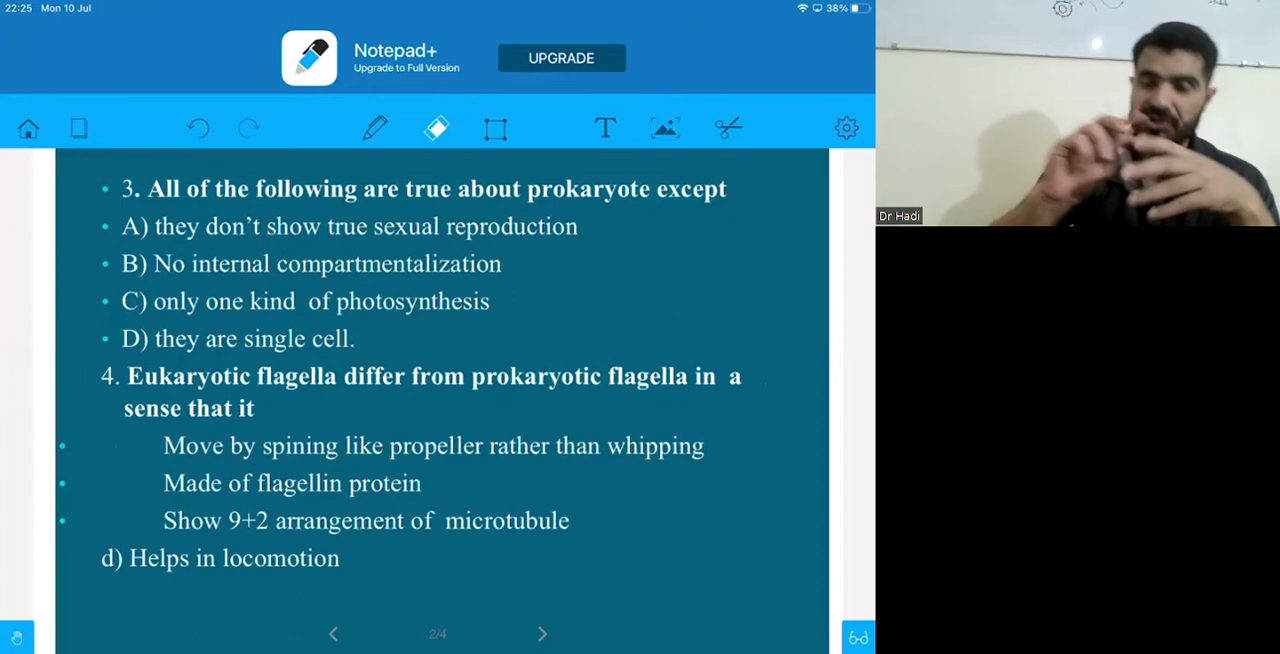 22:25 Mon 10 Jul
38%
Notepad+
Upgrade to Full Version
UPGRADE
T
• 3. All of the following are true about prokaryote except
• A) they don’t show true sexual reproduction
• B) No internal compartmentalization
• C) only one kind of photosynthesis
• D) they are single cell.
4. Eukaryotic flagella differ from prokaryotic flagella in a
sense that it
• Move by spining like propeller rather than whipping
• Made of flagellin protein
• Show 9+2 arrangement of microtubule
d) Helps in locomotion
2/4
Dr Hadi